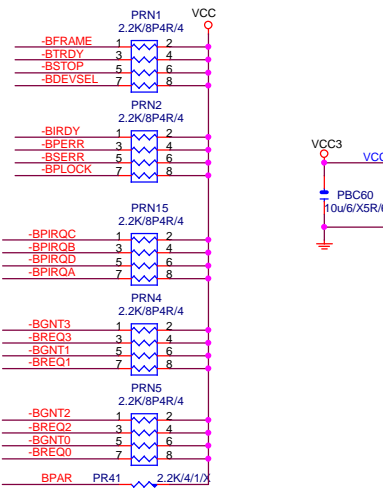 PRN1 VCC
2.2K/8P4R/4
-BFRAME 1 2
-BTRDY 3 4
-BSTOP 5 6
-BDEVSEL 7 8
PRN2
2.2K/8P4R/4
-BIRDY 1 2
-BPERR 3 4
-BSERR 5 6
-BPLOCK 7 8
VCC3
VCC
PBC60
10u/6/X5R/6
PRN15
2.2K/8P4R/4
-BPIRQC 1 2
-BPIRQB 3 4
-BPIRQD 5 6
-BPIRQA 7 8
PRN4
2.2K/8P4R/4
-BGNT3 1 2
-BREQ3 3 4
-BGNT1 5 6
-BREQ1 7 8
PRN5
2.2K/8P4R/4
-BGNT2 1 2
-BREQ2 3 4
-BGNT0 5 6
-BREQ0 7 8
BPAR PR41 2.2K/4/1/X